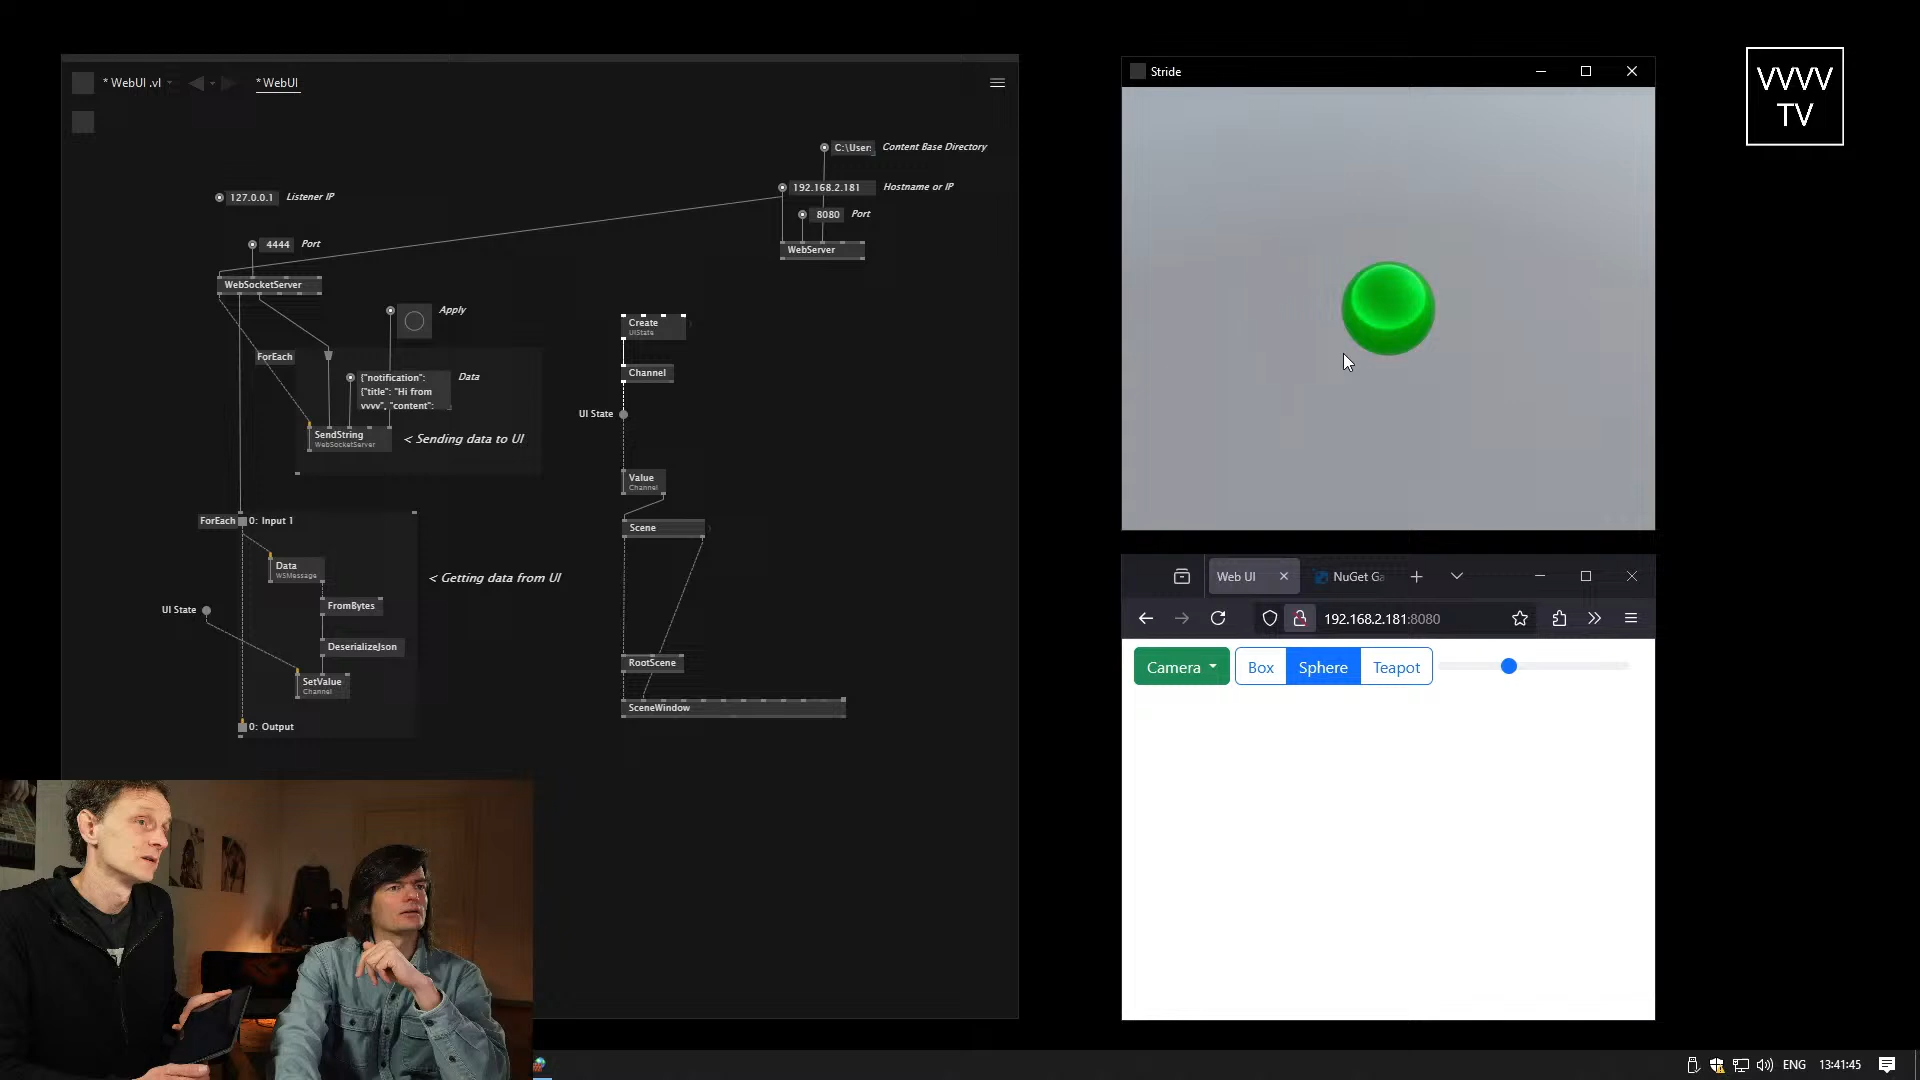 * WebUI .vl
* WebUI
127.0.0.1 Listener IP
4444 Port
WebSocketServer
Apply
ForEach
{"notification":
{"title": "Hi from
vvvv", "content":
Data
SendString
WebSocketServer
< Sending data to UI
ForEach 0: Input 1
Data
WSMessage
< Getting data from UI
FromBytes
UI State
DeserializeJson
SetValue
Channel
0: Output
C:\User: Content Base Directory
192.168.2.181 Hostname or IP
8080 Port
WebServer
Create
UIState
Channel
UI State
Value
Channel
Scene
RootScene
SceneWindow
Stride
VVVV
TV
Web UI
NuGet Ga
192.168.2.181:8080
Camera
Box
Sphere
Teapot
ENG
13:41:45